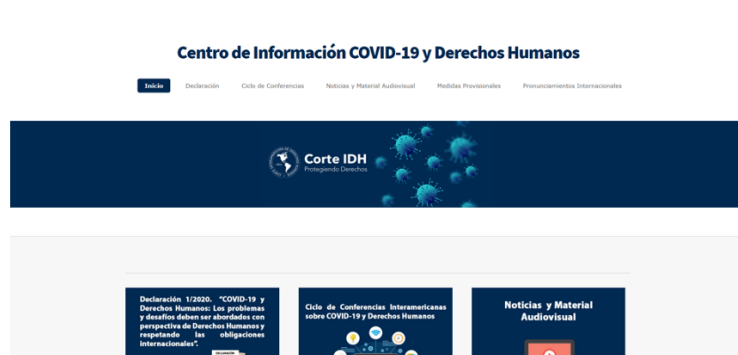 Centro de Información COVID-19 y Derechos Humanos
Inicio Declaración Ciclo de Conferencias Noticias y Material Audiovisual Medidas Provisionales Pronunciamientos Internacionales
Corte IDH
Protegiendo Derechos
Declaración 1/2020. “COVID-19 y
Derechos Humanos: Los problemas
y desafíos deben ser abordados con
perspectiva de Derechos Humanos y
respetando las obligaciones
internacionales”.
Ciclo de Conferencias Interamericanas
sobre COVID-19 y Derechos Humanos
Noticias y Material
Audiovisual